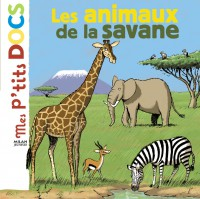 Les animaux
de la savane
Mes P'tits DOCS
MILAN
jeunesse